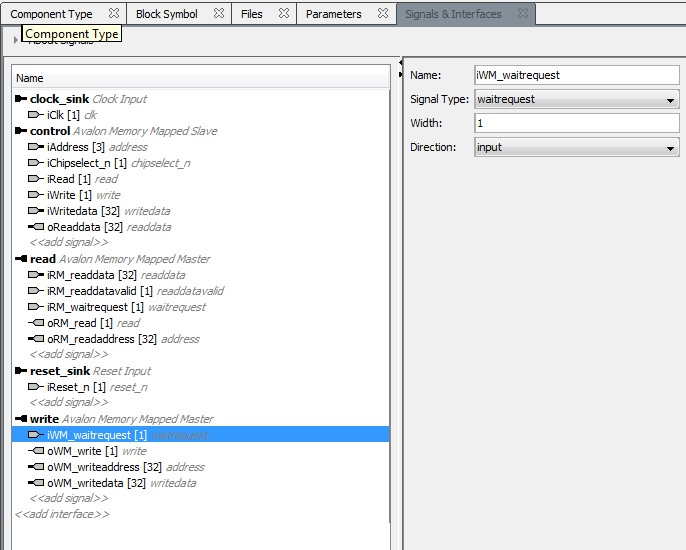 Component Type Block Symbol Files Parameters Signals & Interfaces
Component Type
About Signals
Name
clock_sink Clock Input
iClk [1] clk
control Avalon Memory Mapped Slave
iAddress [3] address
iChipselect_n [1] chipselect_n
iRead [1] read
iWrite [1] write
iWritedata [32] writedata
oReaddata [32] readdata
<<add signal>>
read Avalon Memory Mapped Master
iRM_readdata [32] readdata
iRM_readdatavalid [1] readdatavalid
iRM_waitrequest [1] waitrequest
oRM_read [1] read
oRM_readaddress [32] address
<<add signal>>
reset_sink Reset Input
iReset_n [1] reset_n
<<add signal>>
write Avalon Memory Mapped Master
iWM_waitrequest [1] waitrequest
oWM_write [1] write
oWM_writeaddress [32] address
oWM_writedata [32] writedata
<<add signal>>
<<add interface>>
Name: iWM_waitrequest
Signal Type: waitrequest
Width: 1
Direction: input